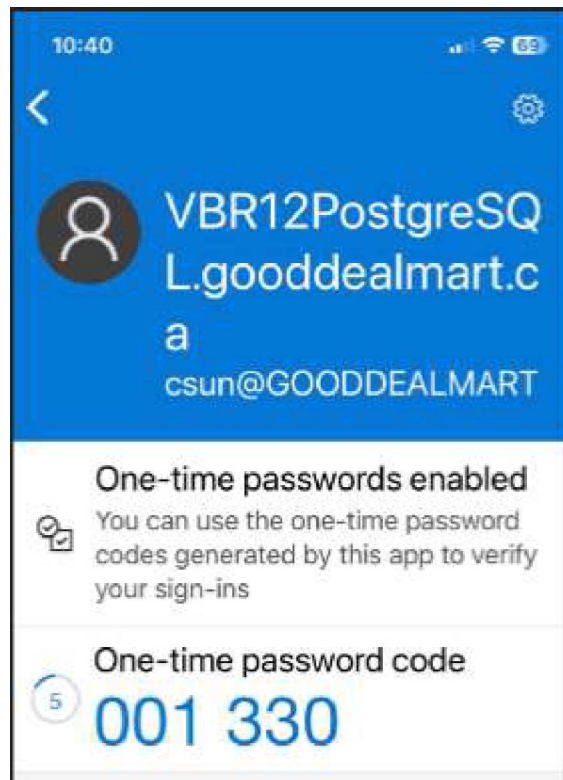 10:40
69
VBR12PostgreSQ
L.gooddealmart.c
a
csun@GOODDEALMART
One-time passwords enabled
You can use the one-time password
codes generated by this app to verify
your sign-ins
One-time password code
5
001 330